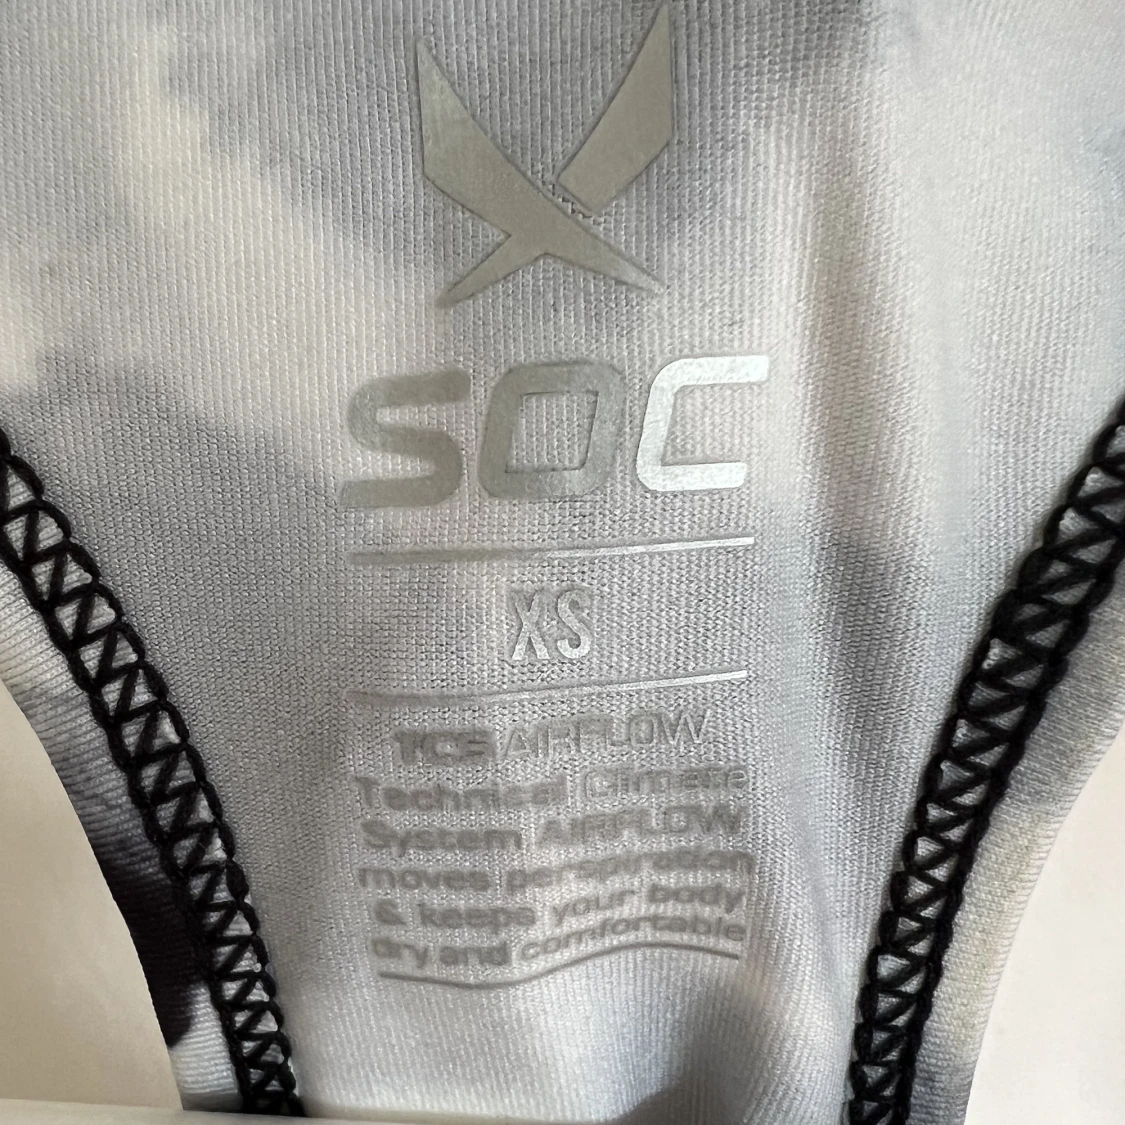 SOC
XS
TCS AIRFLOW
Technical Climate
System AIRFLOW
moves perspiration
& keeps your body
dry and comfortable